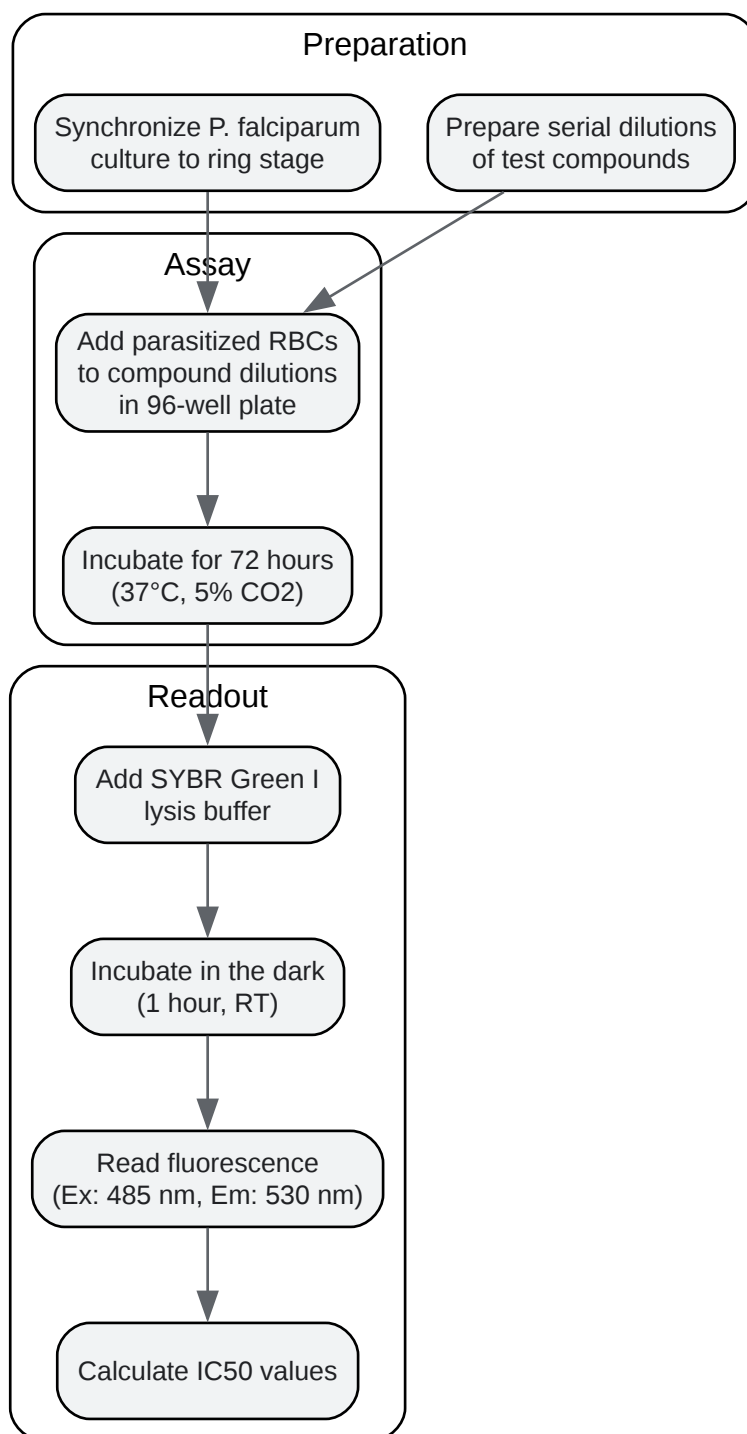 Preparation
Synchronize P. falciparum
culture to ring stage
Prepare serial dilutions
of test compounds
Assay
Add parasitized RBCs
to compound dilutions
in 96-well plate
Incubate for 72 hours
(37°C, 5% CO2)
Readout
Add SYBR Green I
lysis buffer
Incubate in the dark
(1 hour, RT)
Read fluorescence
(Ex: 485 nm, Em: 530 nm)
Calculate IC50 values